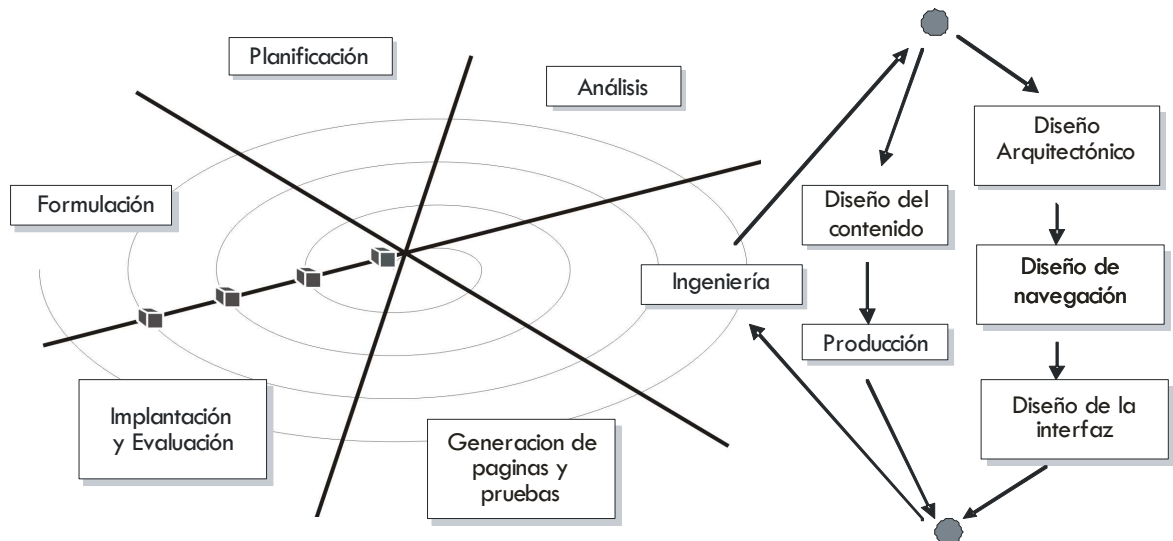 Planificación
Análisis
Formulación
Ingeniería
Implantación
y Evaluación
Generacion de
paginas y
pruebas
Diseño del
contenido
Producción
Diseño
Arquitectónico
Diseño de
navegación
Diseño de la
interfaz